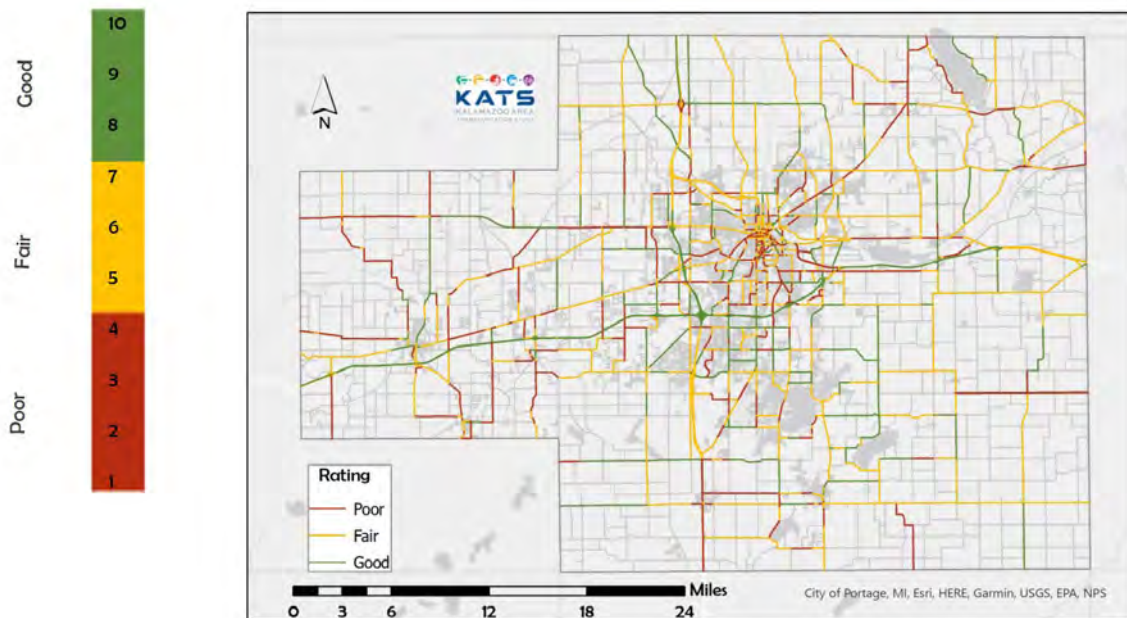 Good
10
9
8
Fair
7
6
5
Poor
4
3
2
1
N
KATS
KALAMAZOO AREA
TRANSPORTATION STUDY
Rating
Poor
Fair
Good
Miles
0 3 6 12 18 24
City of Portage, MI, Esri, HERE, Garmin, USGS, EPA, NPS